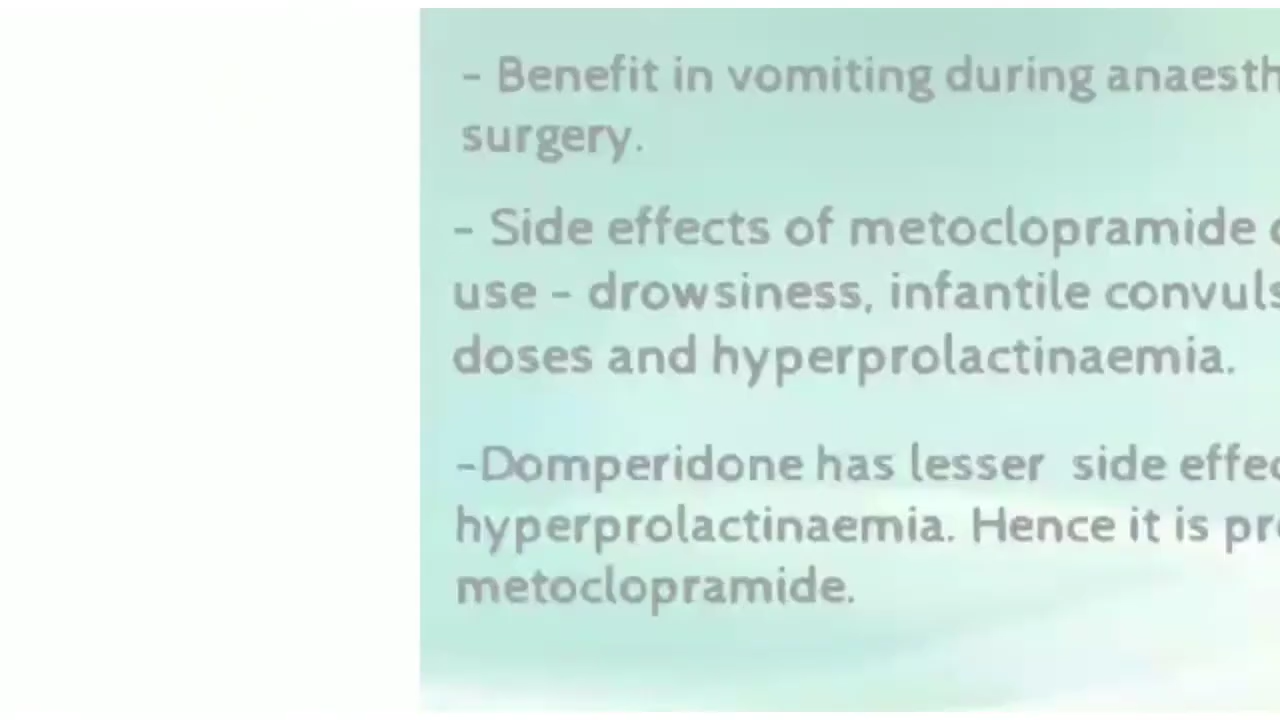 - Benefit in vomiting during anaesth
surgery.
- Side effects of metoclopramide
use - drowsiness, infantile convuls
doses and hyperprolactinaemia.
-Domperidone has lesser side effec
hyperprolactinaemia. Hence it is pr
metoclopramide.